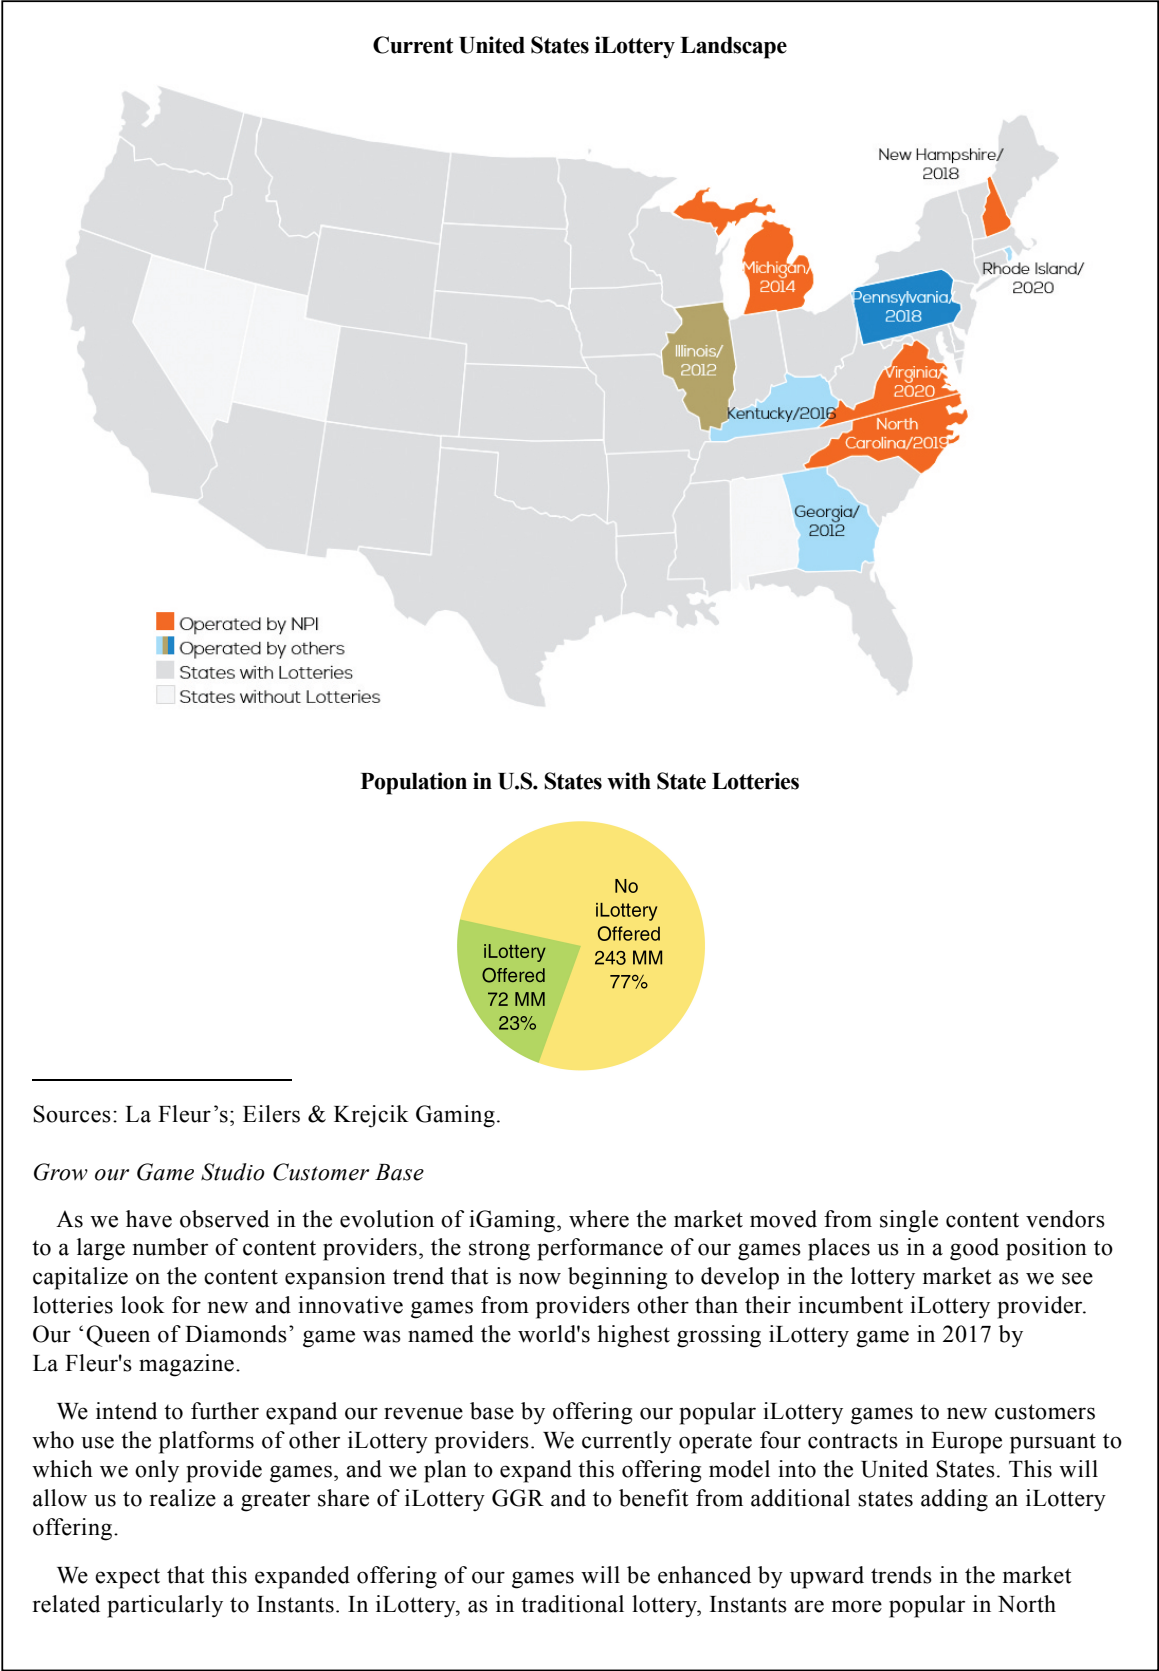 Current United States iLottery Landscape
New Hampshire/
2018
Michigan/
2014
Rhode Island/
2020
Pennsylvania/
2018
Illinois/
2012
Virginia/
2020
Kentucky/2016
North
Carolina/2019
Georgia/
2012
Operated by NPI
Operated by others
States with Lotteries
States without Lotteries
Population in U.S. States with State Lotteries
No
iLottery
Offered
243 MM
77%
iLottery
Offered
72 MM
23%
Sources: La Fleur’s; Eilers & Krejcik Gaming.
Grow our Game Studio Customer Base
As we have observed in the evolution of iGaming, where the market moved from single content vendors
to a large number of content providers, the strong performance of our games places us in a good position to
capitalize on the content expansion trend that is now beginning to develop in the lottery market as we see
lotteries look for new and innovative games from providers other than their incumbent iLottery provider.
Our ‘Queen of Diamonds’ game was named the world's highest grossing iLottery game in 2017 by
La Fleur's magazine.
We intend to further expand our revenue base by offering our popular iLottery games to new customers
who use the platforms of other iLottery providers. We currently operate four contracts in Europe pursuant to
which we only provide games, and we plan to expand this offering model into the United States. This will
allow us to realize a greater share of iLottery GGR and to benefit from additional states adding an iLottery
offering.
We expect that this expanded offering of our games will be enhanced by upward trends in the market
related particularly to Instants. In iLottery, as in traditional lottery, Instants are more popular in North